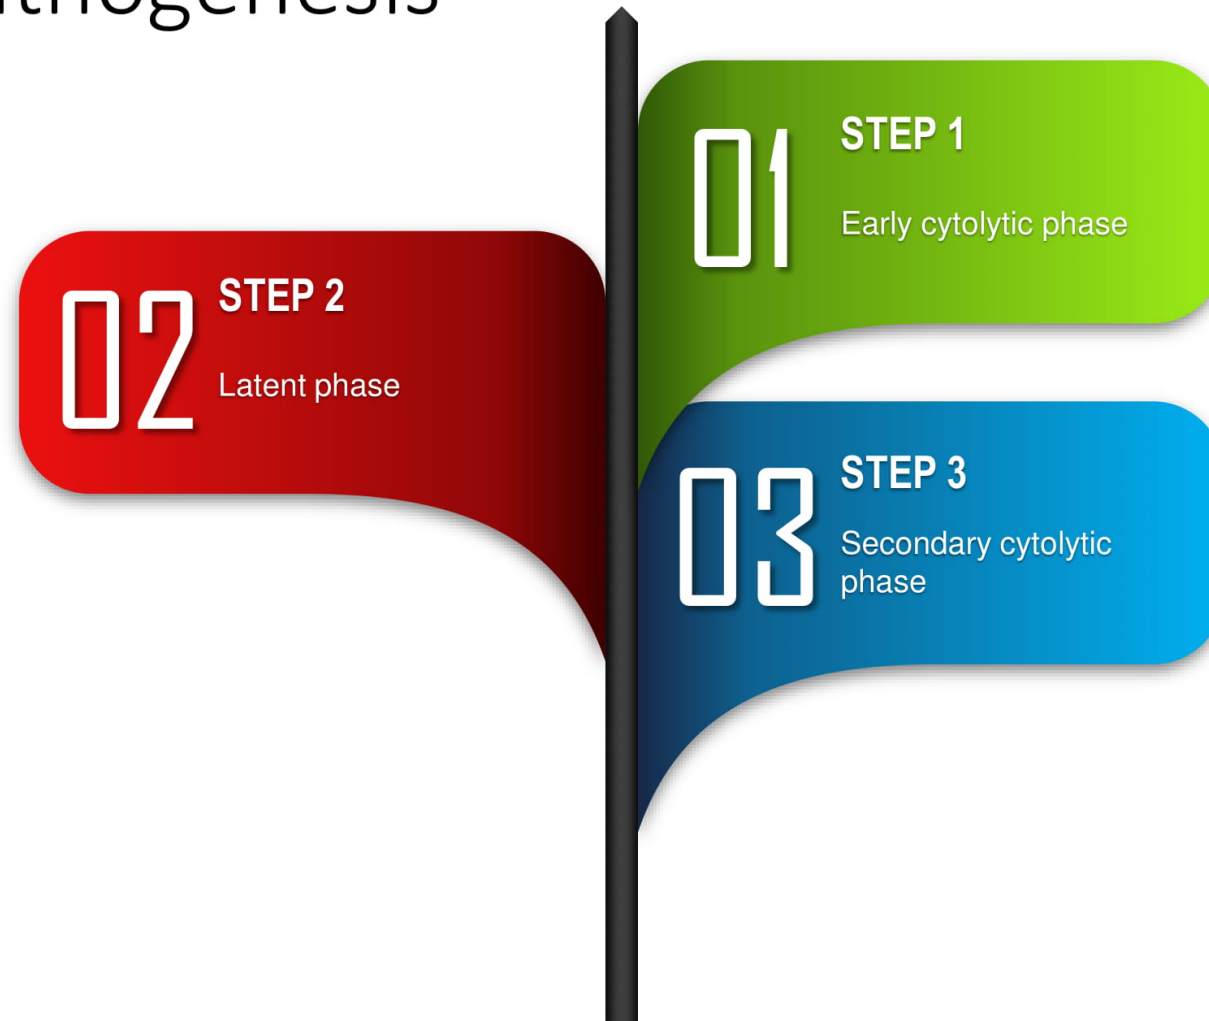 01
STEP 1
Early cytolytic phase
02
STEP 2
Latent phase
03
STEP 3
Secondary cytolytic
phase